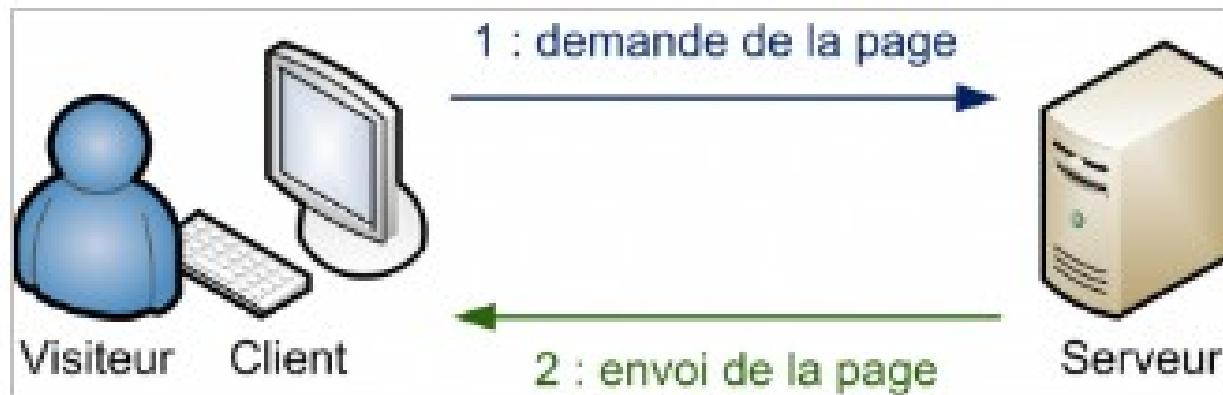 1 : demande de la page
Visiteur
Client
2 : envoi de la page
Serveur